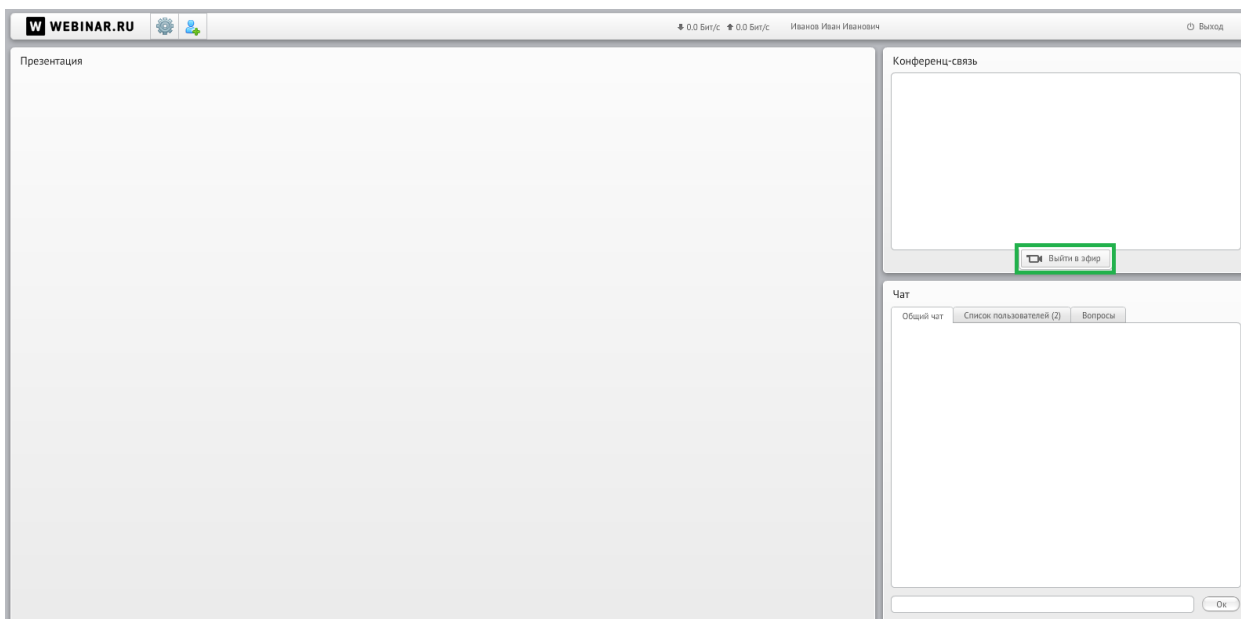 W WEBINAR.RU
0.0 Бит/с 0.0 Бит/с Иванов Иван Иванович
Выход
Презентация
Конференц-связь
Выйти в эфир
Чат
Общий чат Список пользователей (2) Вопросы
Ок